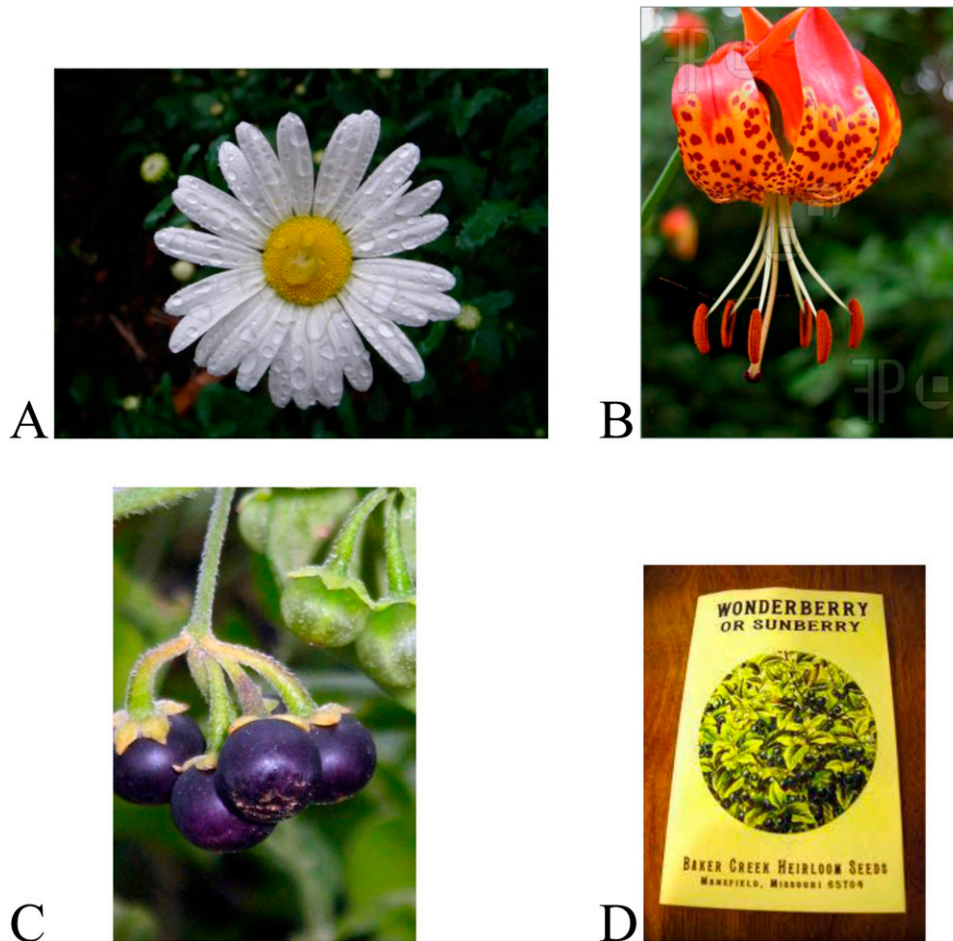 A
B
C
D
WONDERBERRY
OR SUNBERRY
BAKER CREEK HEIRLOOM SEEDS
MANSFIELD, MISSOURI 65704